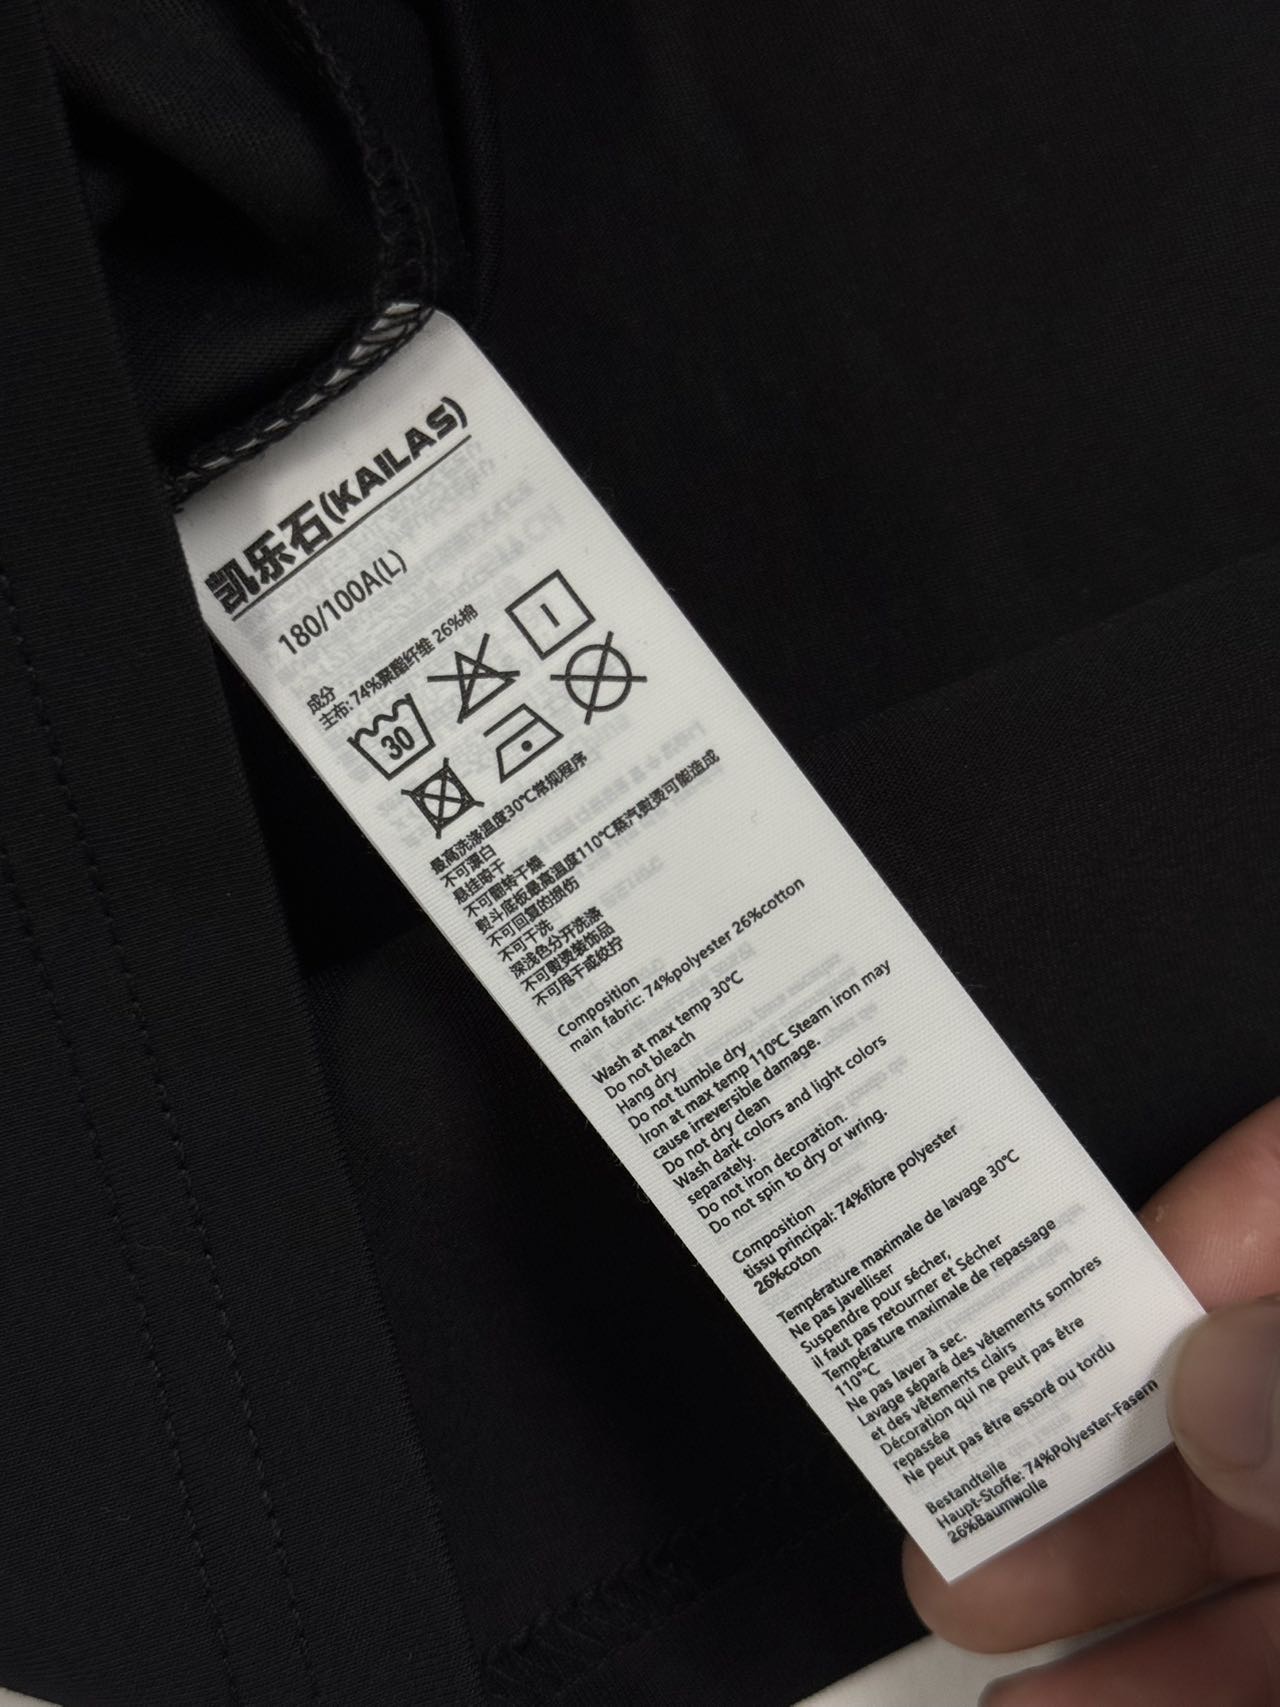 凯乐石(KAILAS)
180/100A(L)
成分
主布: 74%聚酯纤维 26%棉
30
最高洗涤温度30℃常规程序
不可漂白
悬挂晾干
不可翻转干燥
熨斗底板最高温度110℃蒸汽熨烫可能造成
不可回复的损伤
不可干洗
深浅色分开洗涤
不可熨烫装饰品
不可甩干或绞拧
Composition
main fabric: 74%polyester 26%cotton
Wash at max temp 30℃
Do not bleach
Hang dry
Do not tumble dry
Iron at max temp 110℃ Steam iron may
cause irreversible damage.
Do not dry clean
Wash dark colors and light colors
separately.
Do not iron decoration.
Do not spin to dry or wring.
Composition
tissu principal: 74%fibre polyester
26%coton
Température maximale de lavage 30℃
Ne pas javelliser
Suspendre pour sécher,
il faut pas retourner et Sécher
Température maximale de repassage
110°℃
Ne pas laver à sec.
Lavage séparé des vêtements sombres
et des vêtements clairs
Décoration qui ne peut pas être
repassée
Ne peut pas être essoré ou tordu
Bestandteile
Haupt-Stoffe: 74%Polyester-Fasern
26%Baumwolle